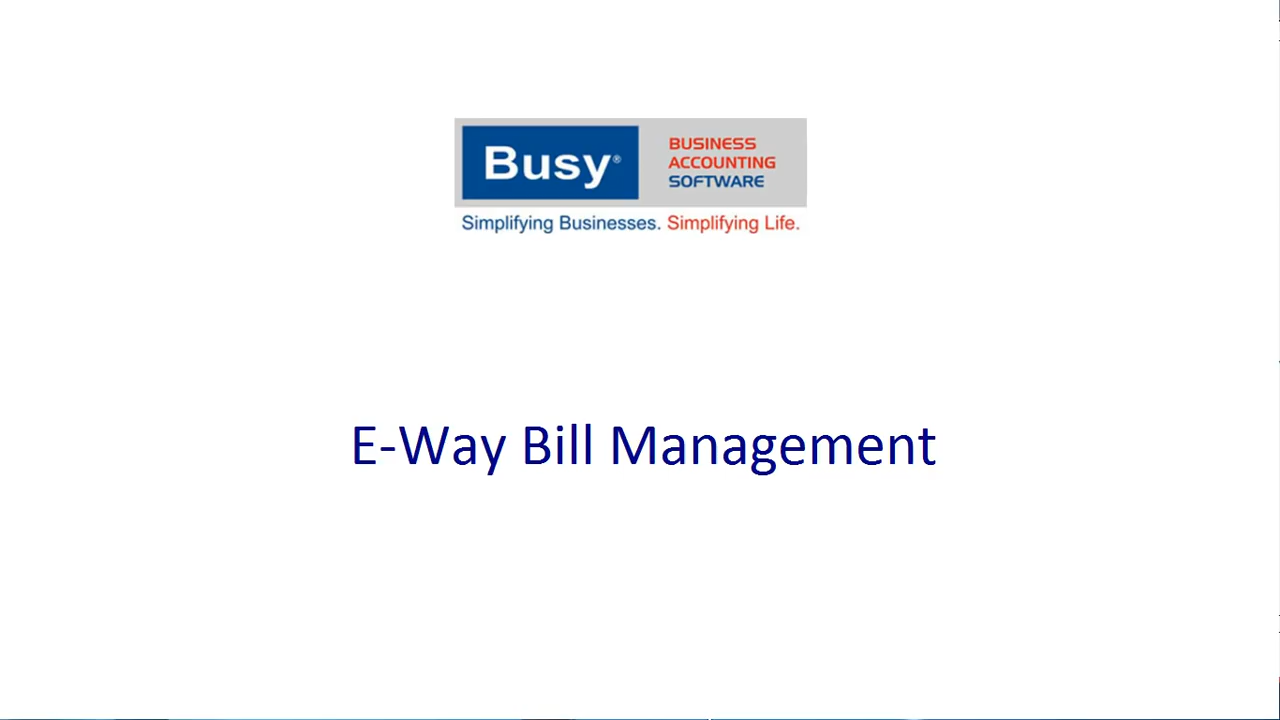 Busy®
BUSINESS
ACCOUNTING
SOFTWARE
Simplifying Businesses. Simplifying Life.
E-Way Bill Management